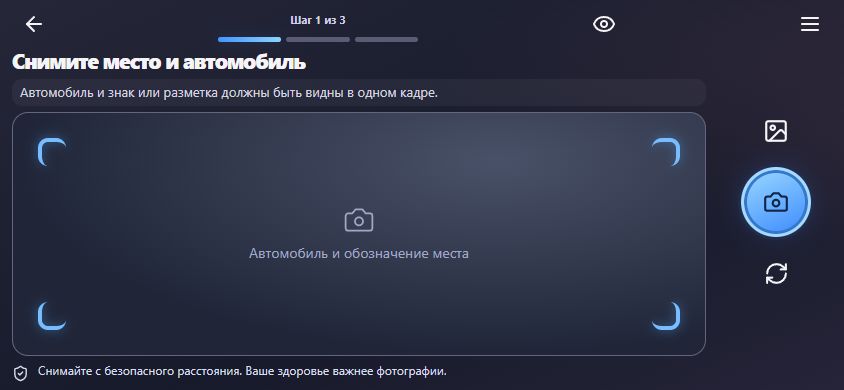 Шаг 1 из 3
Снимите место и автомобиль
Автомобиль и знак или разметка должны быть видны в одном кадре.
Автомобиль и обозначение места
Снимайте с безопасного расстояния. Ваше здоровье важнее фотографии.